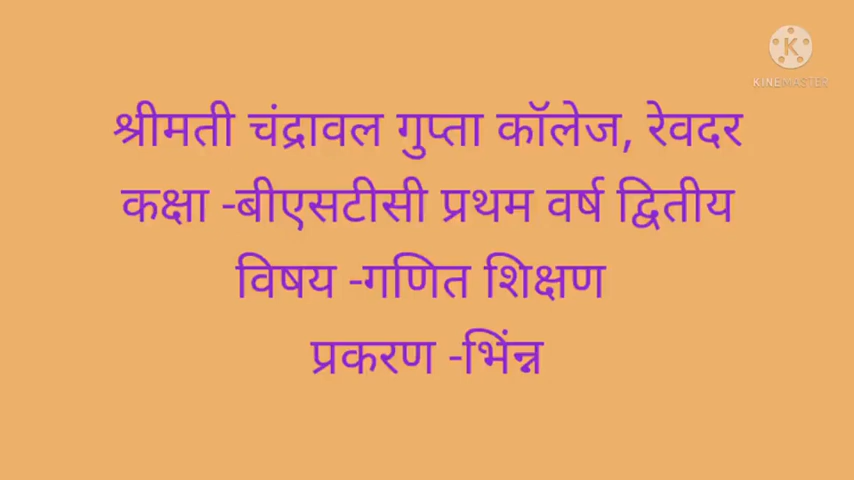 K
KINEMASTER
श्रीमती चंद्रावल गुप्ता कॉलेज, रेवदर
कक्षा -बीएसटीसी प्रथम वर्ष द्वितीय
विषय -गणित शिक्षण
प्रकरण -भिंन्न